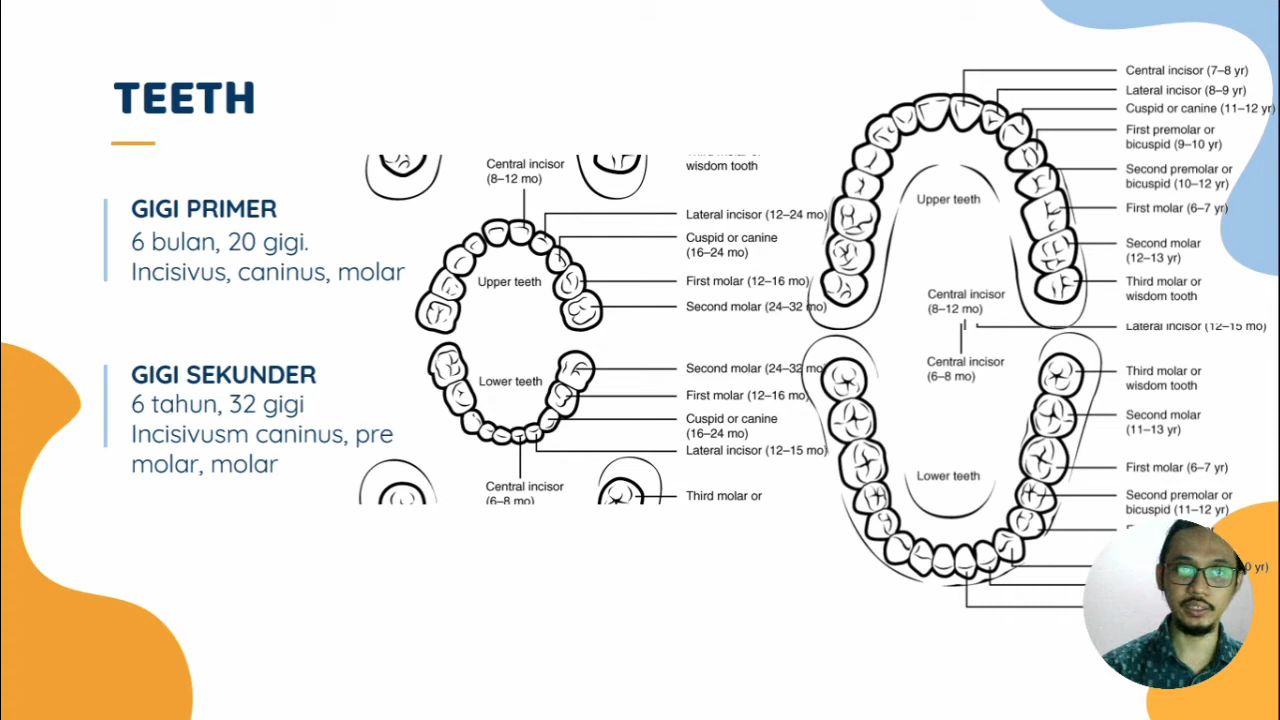 TEETH
GIGI PRIMER
6 bulan, 20 gigi.
Incisivus, caninus, molar
GIGI SEKUNDER
6 tahun, 32 gigi
Incisivusm caninus, pre
molar, molar
wisdom tooth
Central incisor
(8–12 mo)
Lateral incisor (12–24 mo)
Cuspid or canine
(16–24 mo)
First molar (12–16 mo)
Second molar (24–32 mo)
Upper teeth
Lower teeth
Second molar (24–32 mo)
First molar (12–16 mo)
Cuspid or canine
(16–24 mo)
Lateral incisor (12–15 mo)
Central incisor
(6–8 mo)
Third molar or
Central incisor (7–8 yr)
Lateral incisor (8–9 yr)
Cuspid or canine (11–12 yr)
First premolar or
bicuspid (9–10 yr)
Second premolar or
bicuspid (10–12 yr)
First molar (6–7 yr)
Second molar
(12–13 yr)
Third molar or
wisdom tooth
Upper teeth
Central incisor
(8–12 mo)
Lateral incisor (12–15 mo)
Central incisor
(6–8 mo)
Third molar or
wisdom tooth
Second molar
(11–13 yr)
First molar (6–7 yr)
Second premolar or
bicuspid (11–12 yr)
Lower teeth
0 yr)